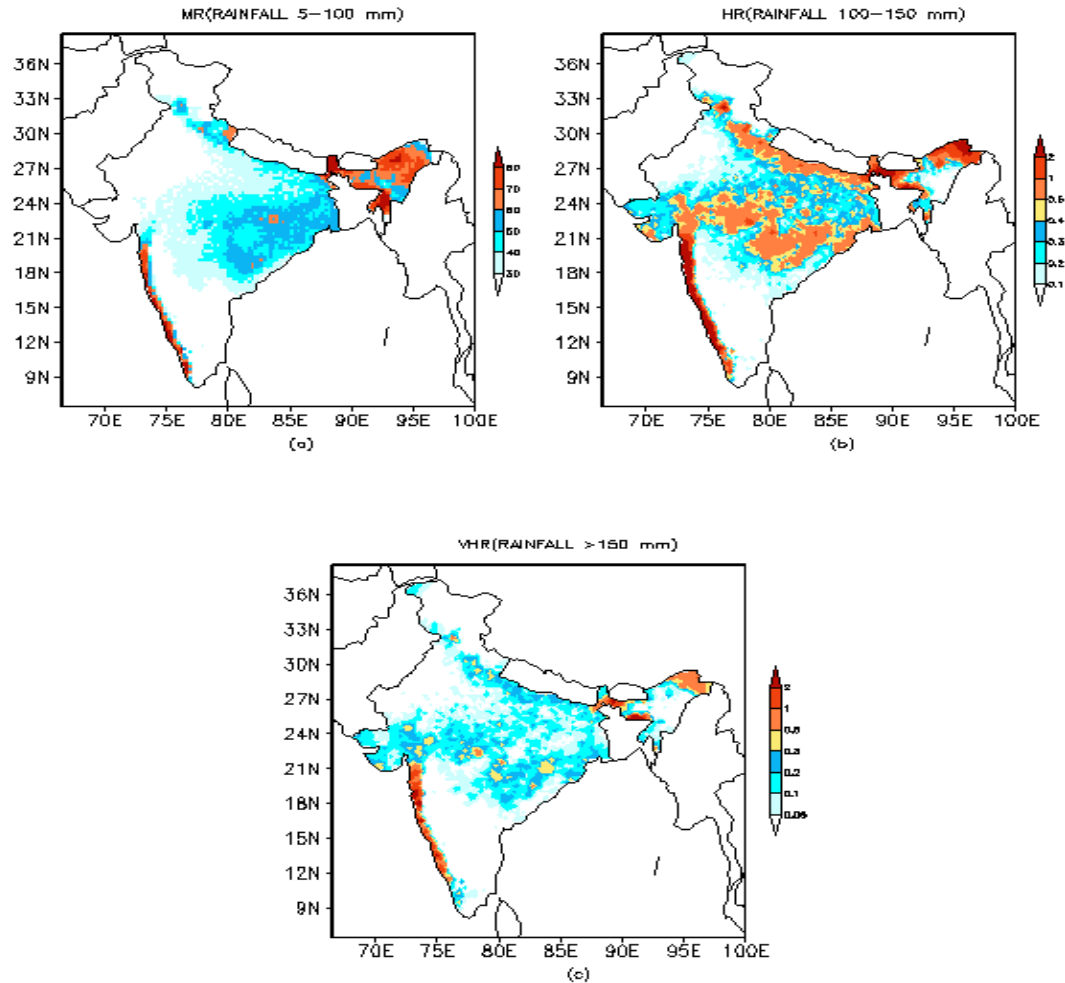 MR(RAINFALL 5-100 mm)
36N
33N
30N
27N
24N
21N
18N
15N
12N
9N
70E 75E 80E 85E 90E 95E 100E
80
70
60
50
40
30
(a)
HR(RAINFALL 100-150 mm)
36N
33N
30N
27N
24N
21N
18N
15N
12N
9N
70E 75E 80E 85E 90E 95E 100E
2
1
0.5
0.4
0.3
0.2
0.1
(b)
VHR(RAINFALL >150 mm)
36N
33N
30N
27N
24N
21N
18N
15N
12N
9N
70E 75E 80E 85E 90E 95E 100E
2
1
0.3
0.2
0.1
0.05
(c)